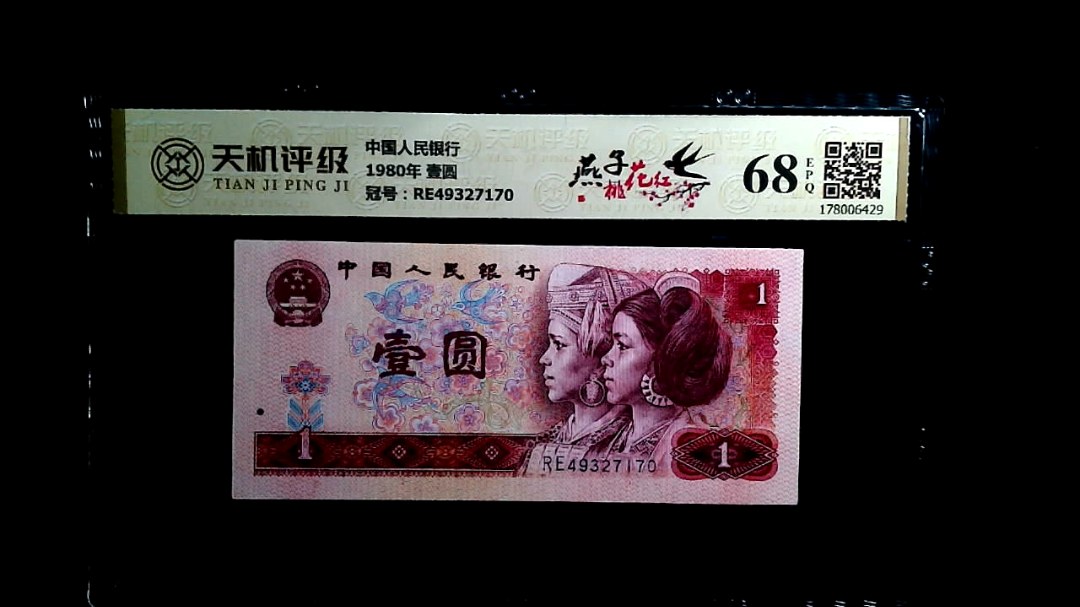 天机评级
TIAN JI PING JI
中国人民银行
1980年 壹圆
冠号：RE49327170
燕子
桃花红
68
EPQ
178006429
中国人民银行
1
壹圆
1
RE49327170
1